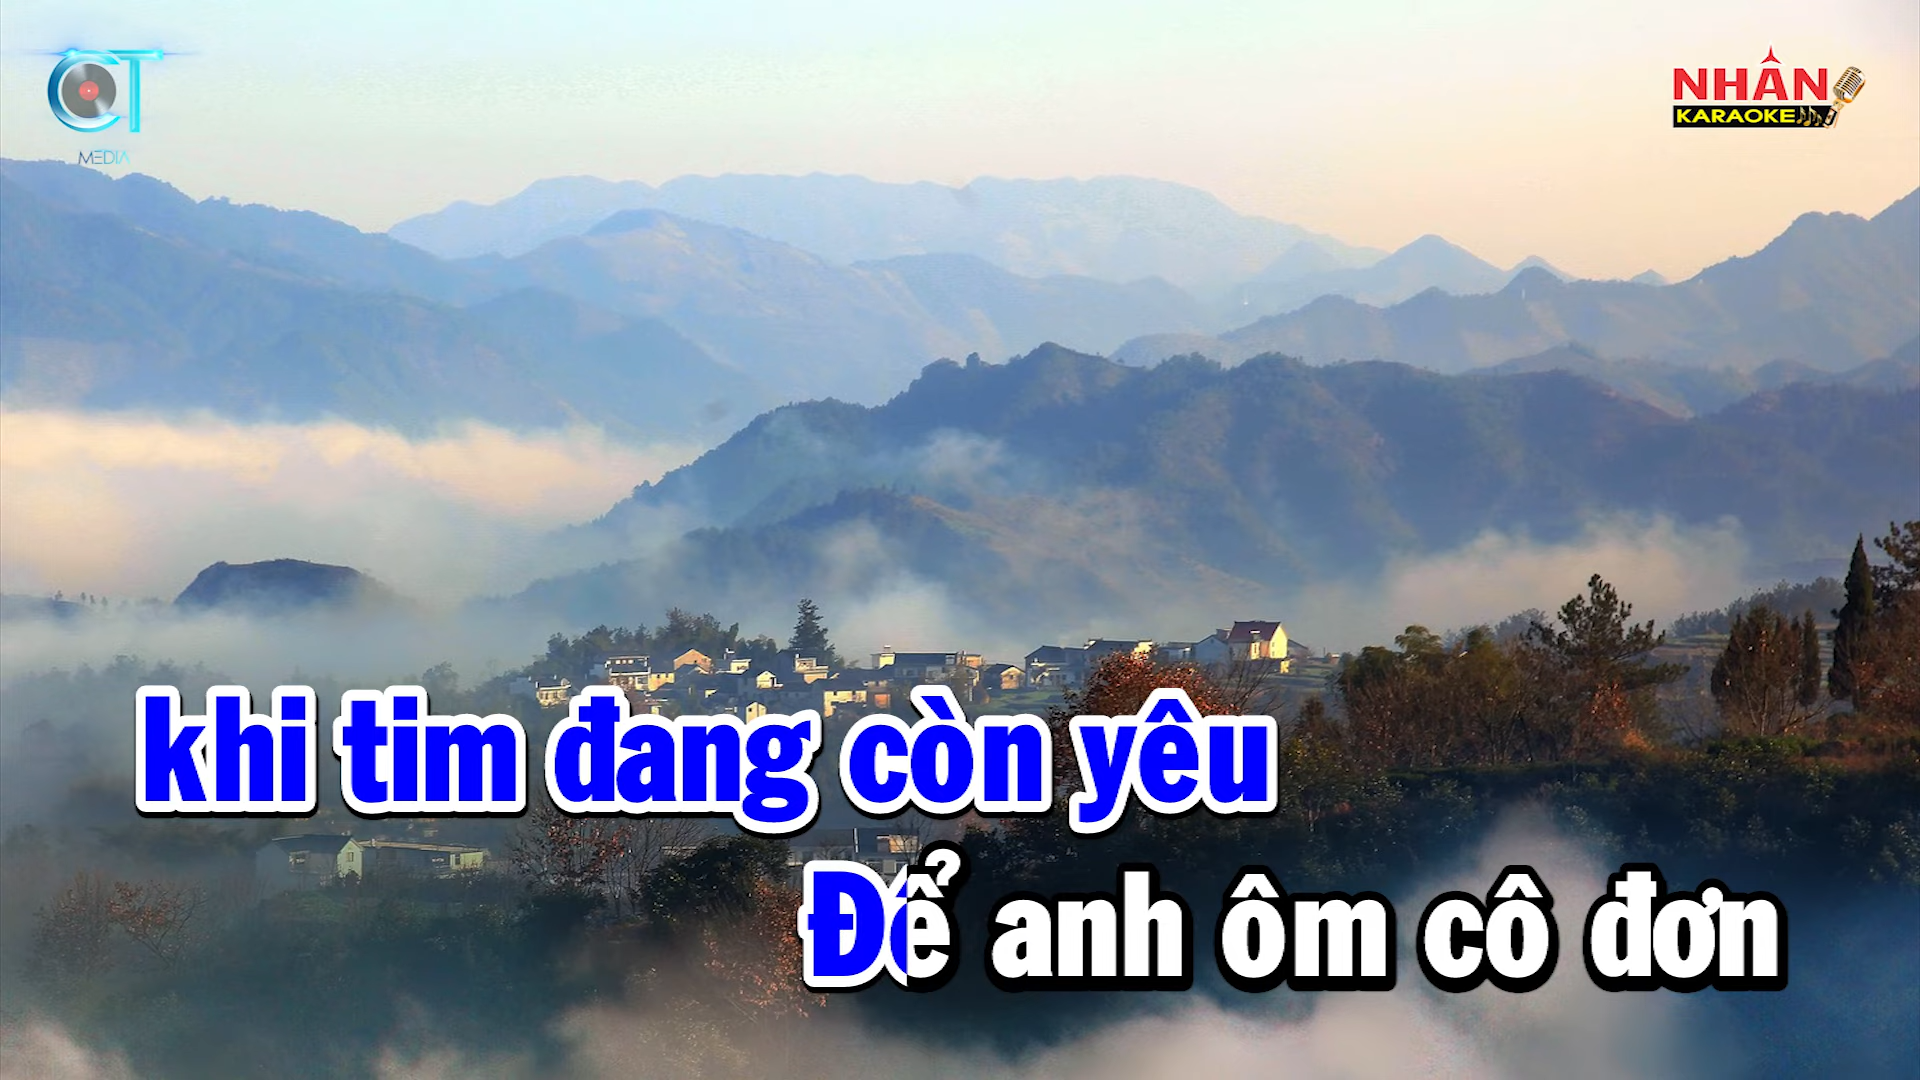 CT
MEDIA
NHÂN
KARAOKE
khi tim đang còn yêu
Để anh ôm cô đơn